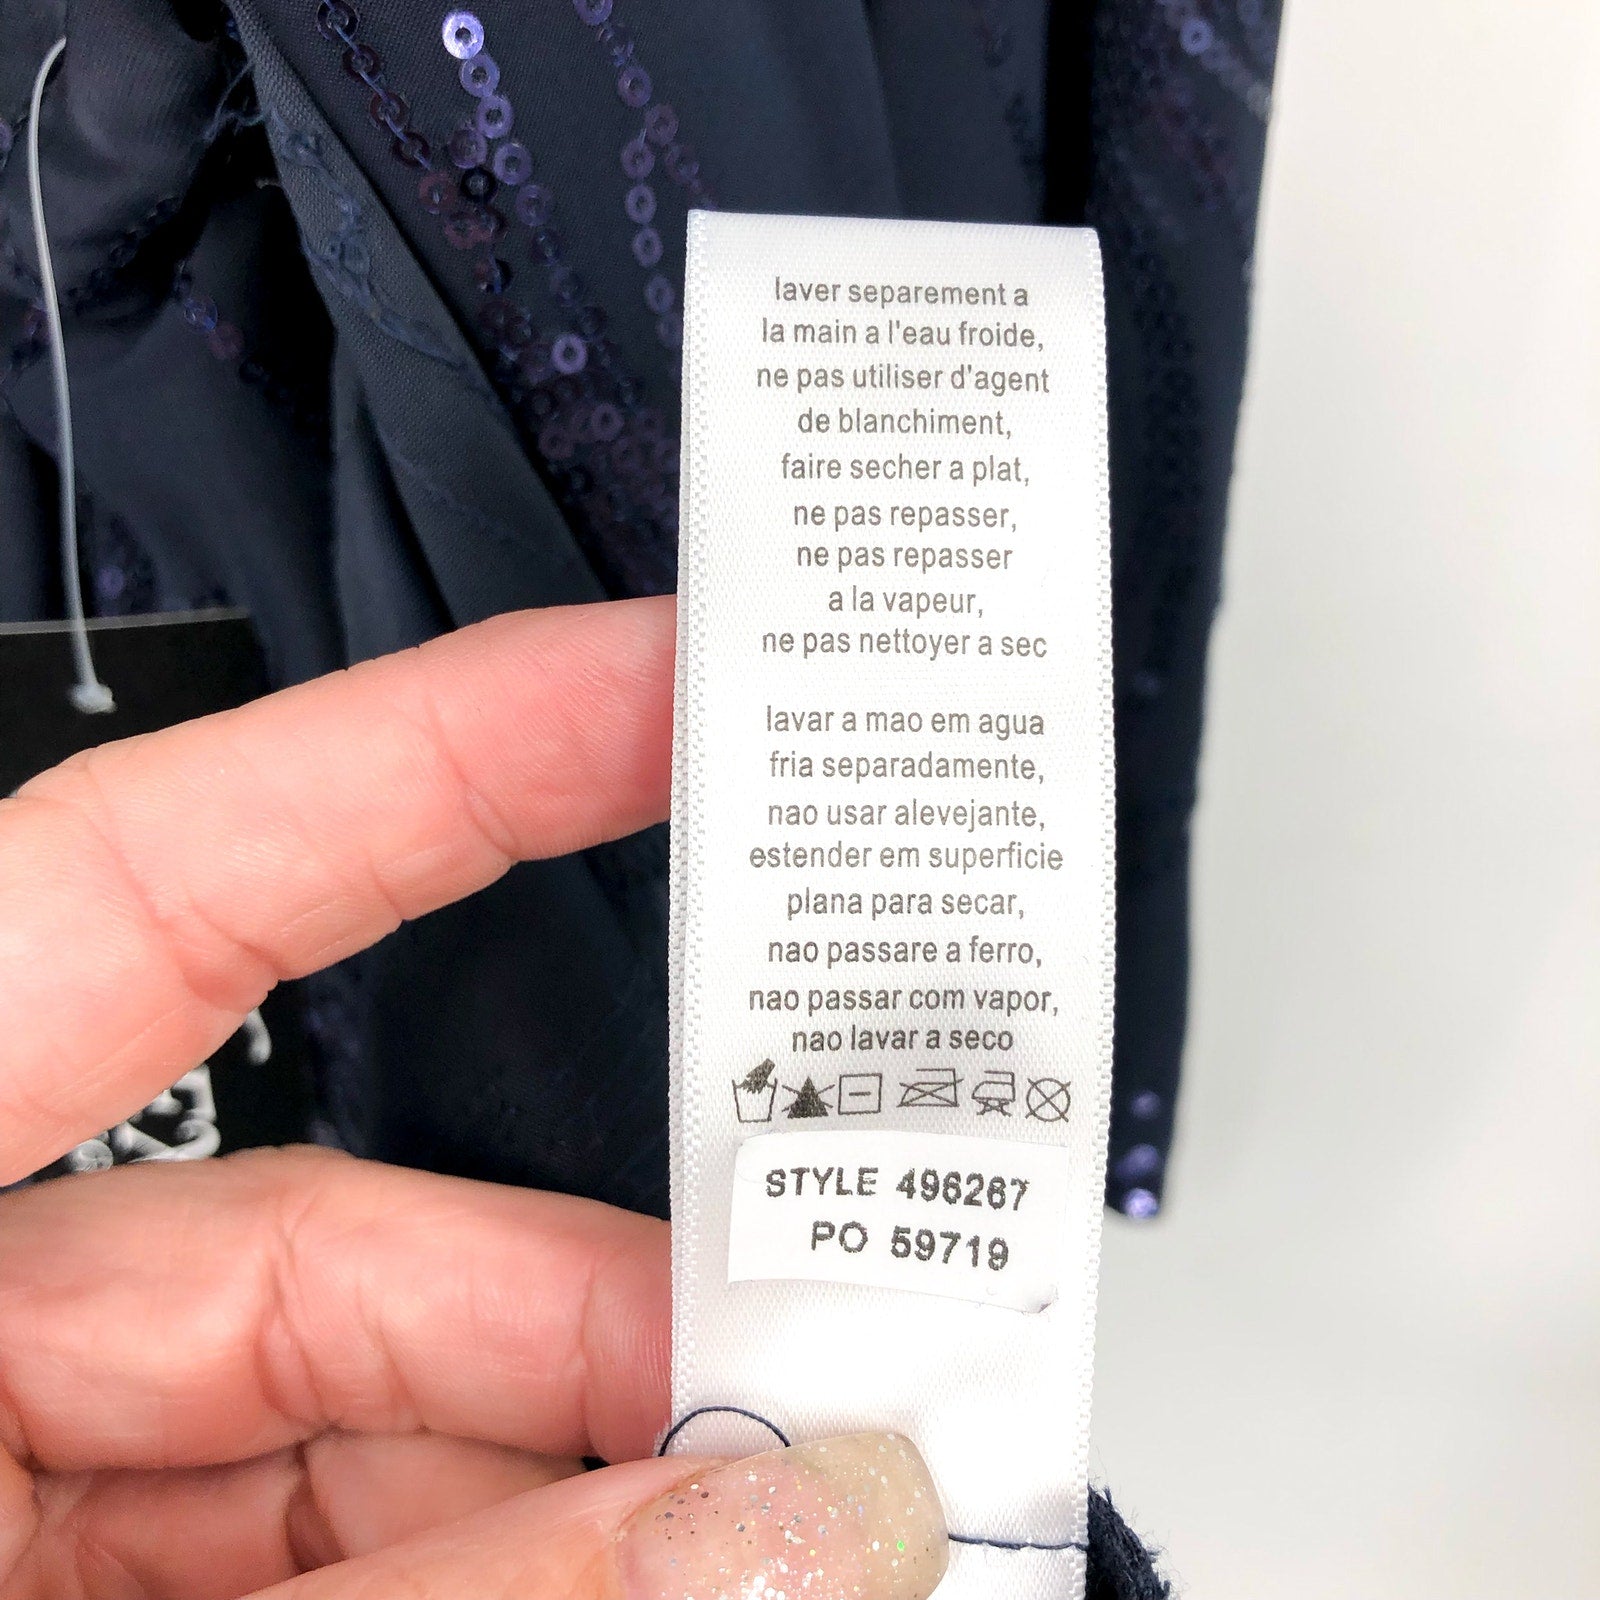 laver separement a
la main a l'eau froide,
ne pas utiliser d'agent
de blanchiment,
faire secher a plat,
ne pas repasser,
ne pas repasser
a la vapeur,
ne pas nettoyer a sec
lavar a mao em agua
fria separadamente,
nao usar alevejante,
estender em superficie
plana para secar,
nao passare a ferro,
nao passar com vapor,
nao lavar a seco
STYLE 496267
PO 59719